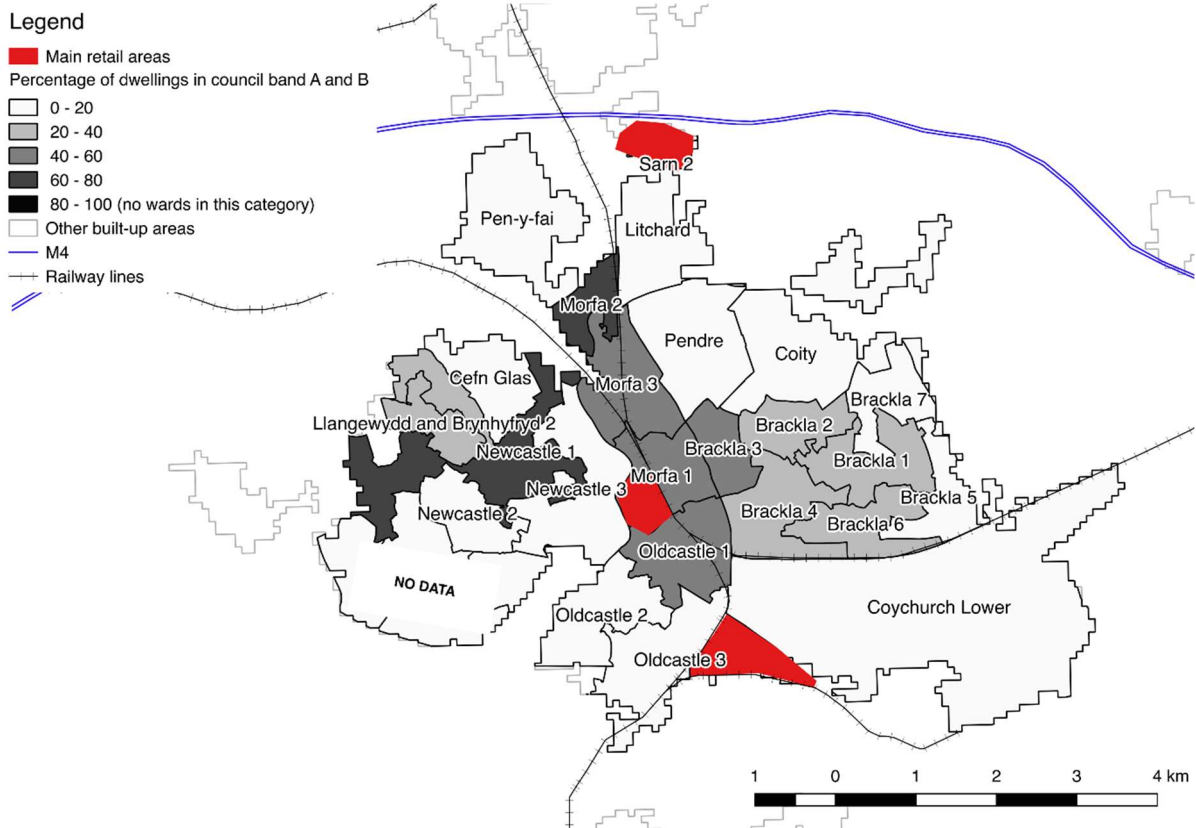 Legend
Main retail areas
Percentage of dwellings in council band A and B
0 - 20
20 - 40
40 - 60
60 - 80
80 - 100 (no wards in this category)
Other built-up areas
M4
Railway lines
Sarn 2
Pen-y-fai
Litchard
Morfa 2
Pendre
Coity
Cefn Glas
Morfa 3
Brackla 7
Llangewydd and Brynhyfryd 2
Brackla 2
Newcastle 1
Brackla 3
Brackla 1
Morfa 1
Newcastle 3
Brackla 5
Newcastle 2
Brackla 4
Brackla 6
Oldcastle 1
NO DATA
Coychurch Lower
Oldcastle 2
Oldcastle 3
1 0 1 2 3 4 km